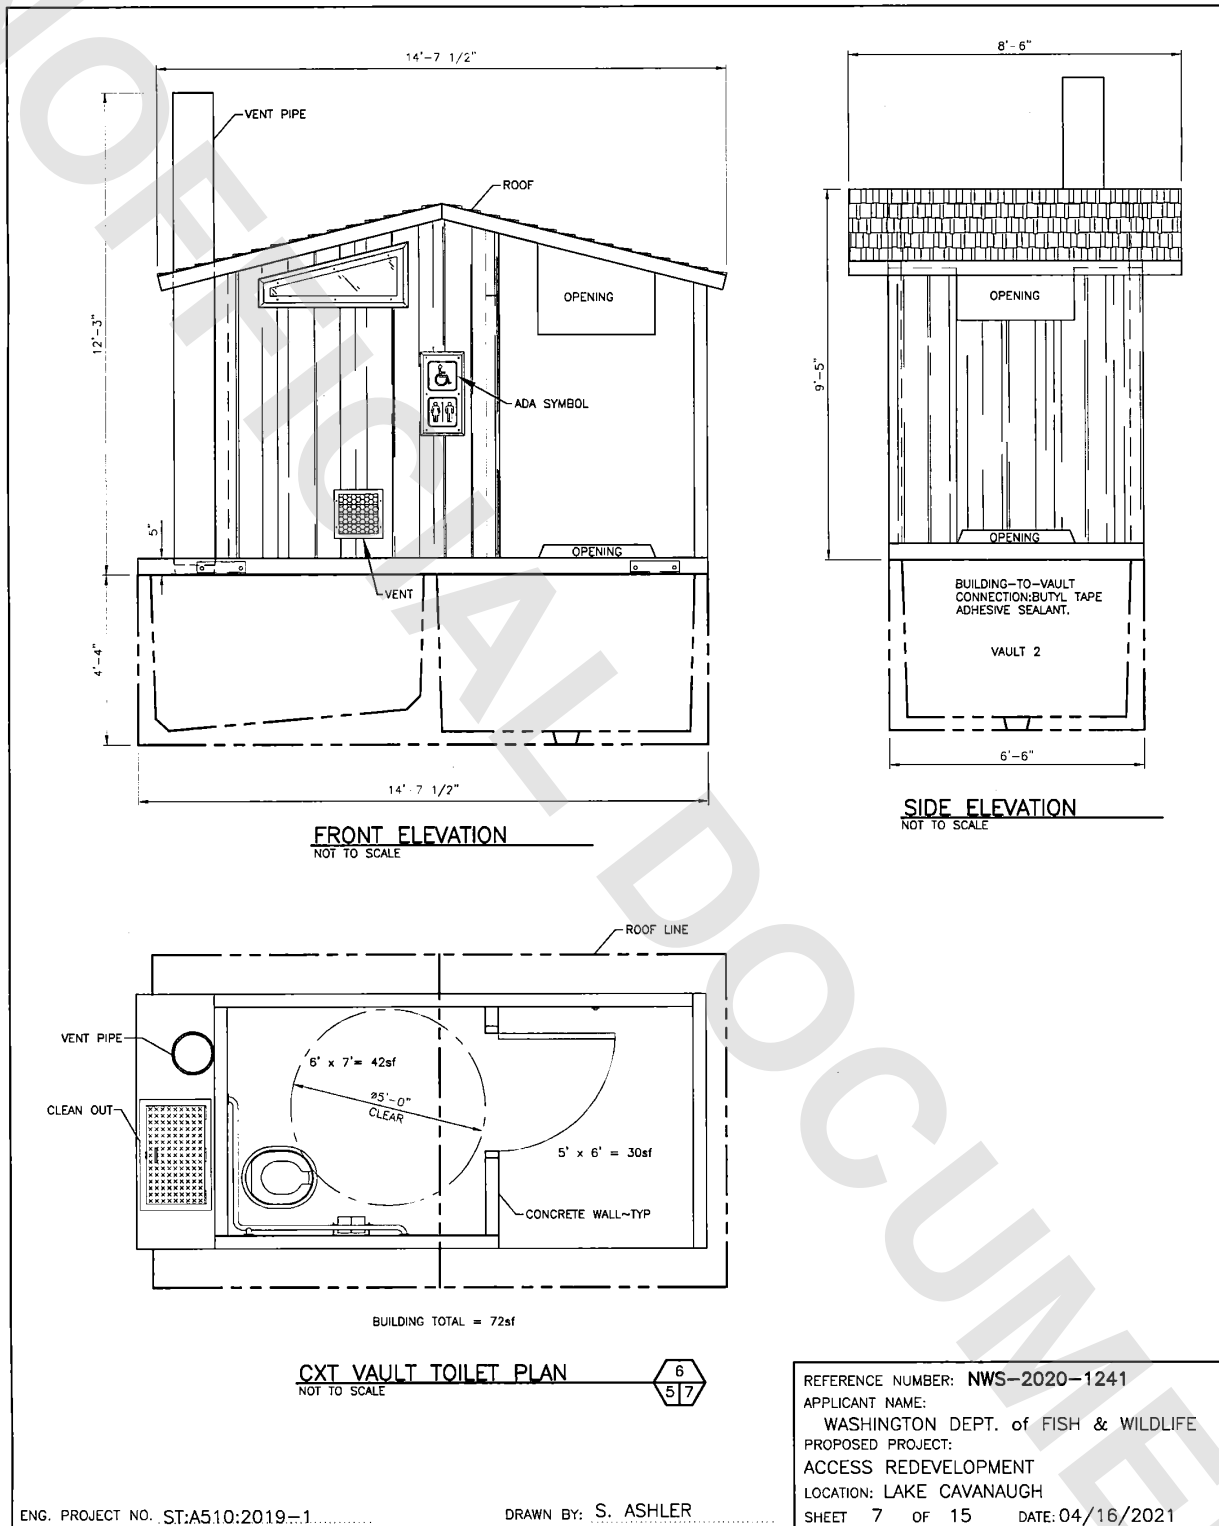 UNOFFICIAL DOCUMENT
14'-7 1/2"
8'-6"
VENT PIPE
ROOF
OPENING
OPENING
12'-3"
9'-5"
ADA SYMBOL
5"
OPENING
OPENING
VENT
BUILDING-TO-VAULT
CONNECTION:BUTYL TAPE
ADHESIVE SEALANT.
4'-4"
VAULT 2
6'-6"
14'-7 1/2"
FRONT ELEVATION
NOT TO SCALE
SIDE ELEVATION
NOT TO SCALE
ROOF LINE
VENT PIPE
6' x 7'= 42sf
ø5'-0"
CLEAR
CLEAN OUT
5' x 6' = 30sf
CONCRETE WALL~TYP
BUILDING TOTAL = 72sf
CXT VAULT TOILET PLAN
NOT TO SCALE
6
5 7
REFERENCE NUMBER: NWS-2020-1241
APPLICANT NAME:
WASHINGTON DEPT. of FISH & WILDLIFE
PROPOSED PROJECT:
ACCESS REDEVELOPMENT
LOCATION: LAKE CAVANAUGH
SHEET 7 OF 15 DATE: 04/16/2021
ENG. PROJECT NO. ST:A510:2019-1
DRAWN BY: S. ASHLER